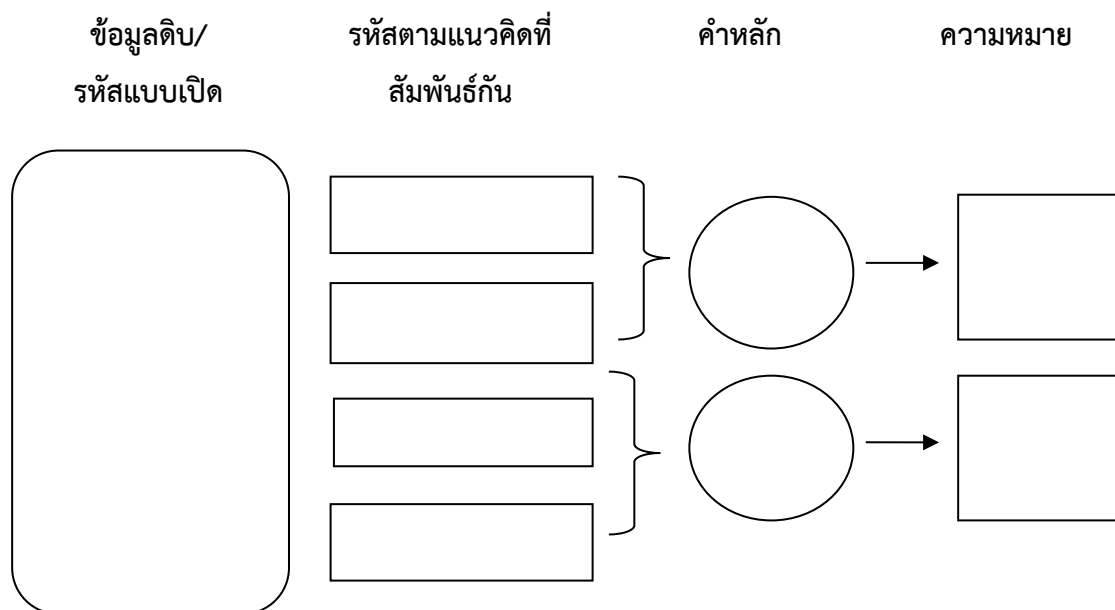 ข้อมูลดิบ/
รหัสแบบเปิด
รหัสตามแนวคิดที่
สัมพันธ์กัน
คำหลัก
ความหมาย